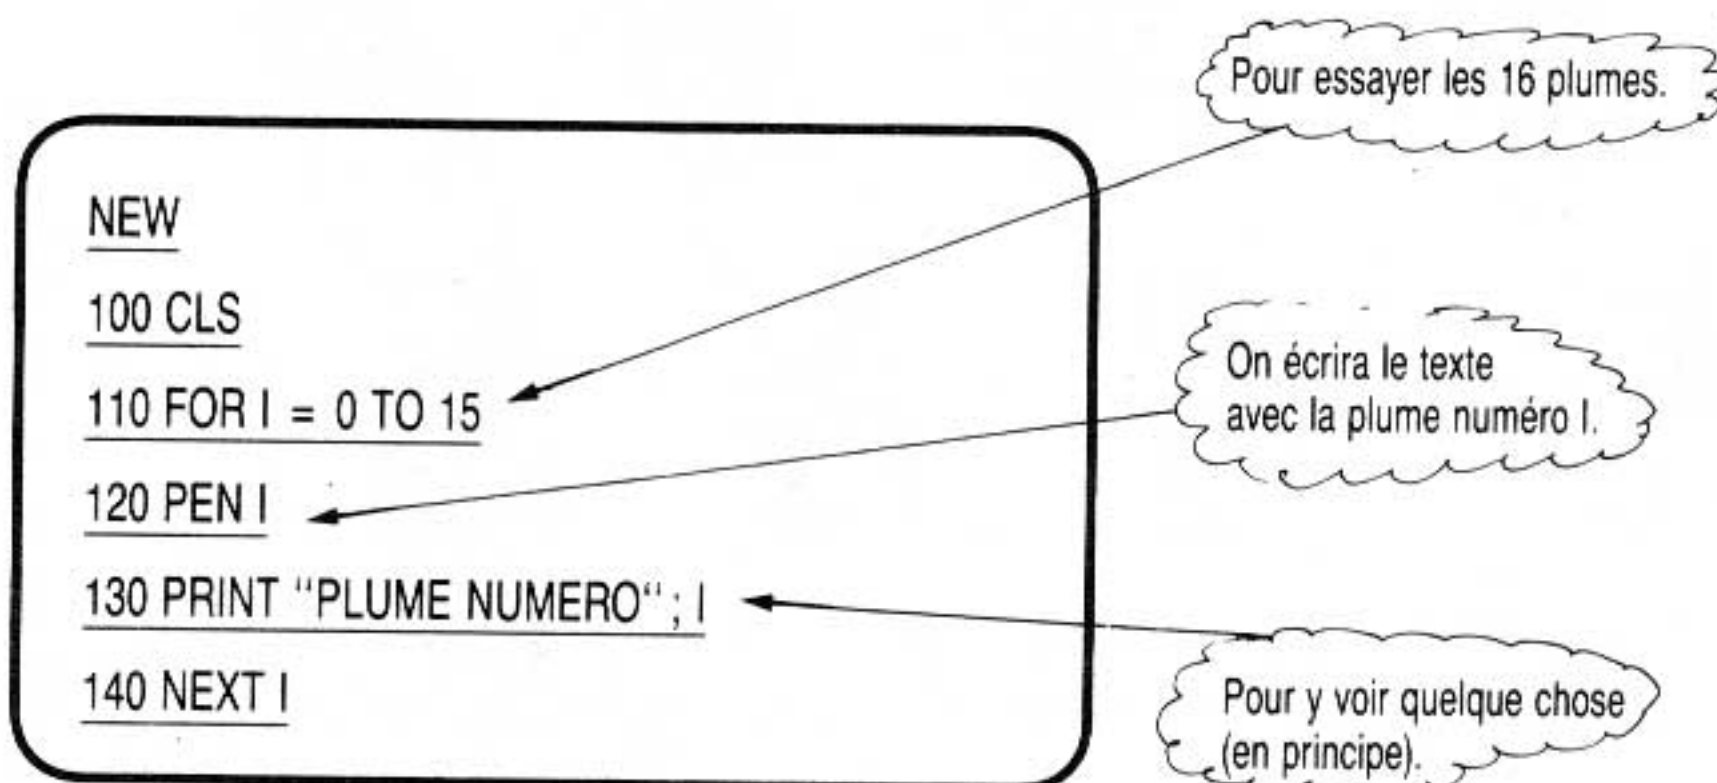 Pour essayer les 16 plumes.
NEW
100 CLS
110 FOR I = 0 TO 15
On écrira le texte
avec la plume numéro I.
120 PEN I
130 PRINT “PLUME NUMERO“ ; I
140 NEXT I
Pour y voir quelque chose
(en principe).